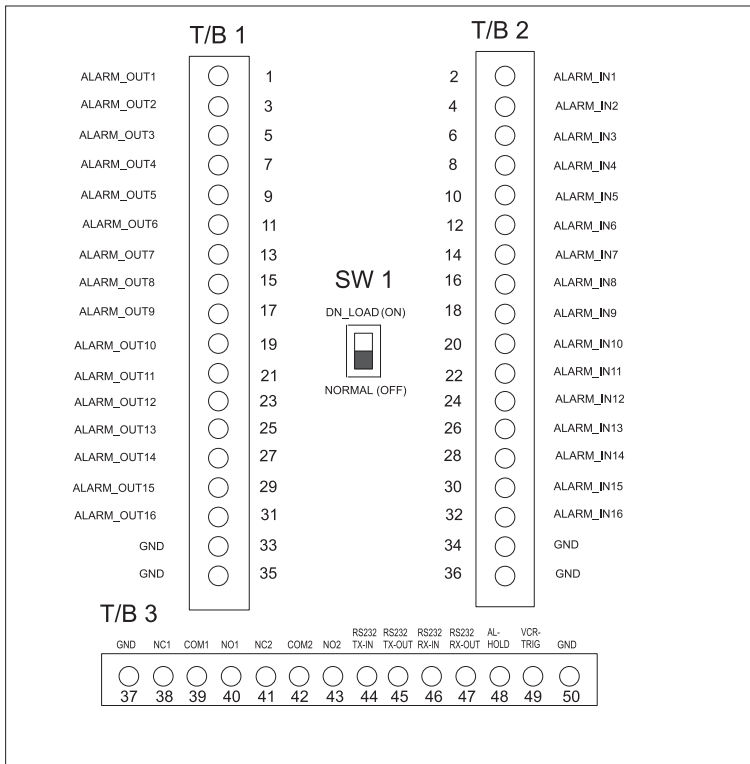 T/B 1 T/B 2
ALARM_OUT1 1 2 ALARM_IN1
ALARM_OUT2 3 4 ALARM_IN2
ALARM_OUT3 5 6 ALARM_IN3
ALARM_OUT4 7 8 ALARM_IN4
ALARM_OUT5 9 10 ALARM_IN5
ALARM_OUT6 11 12 ALARM_IN6
ALARM_OUT7 13 14 ALARM_IN7
ALARM_OUT8 15 16 ALARM_IN8
ALARM_OUT9 17 18 ALARM_IN9
ALARM_OUT10 19 20 ALARM_IN10
ALARM_OUT11 21 22 ALARM_IN11
ALARM_OUT12 23 24 ALARM_IN12
ALARM_OUT13 25 26 ALARM_IN13
ALARM_OUT14 27 28 ALARM_IN14
ALARM_OUT15 29 30 ALARM_IN15
ALARM_OUT16 31 32 ALARM_IN16
GND 33 34 GND
GND 35 36 GND
SW 1
DN_LOAD (ON)
NORMAL (OFF)
T/B 3
GND NC1 COM1 NO1 NC2 COM2 NO2 RS232 TX-IN RS232 TX-OUT RS232 RX-IN RS232 RX-OUT AL-HOLD VCR-TRIG GND
37 38 39 40 41 42 43 44 45 46 47 48 49 50